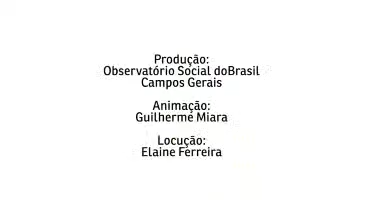 Produção:
Observatório Social doBrasil
Campos Gerais
Animação:
Guilherme Miara
Locução:
Elaine Ferreira